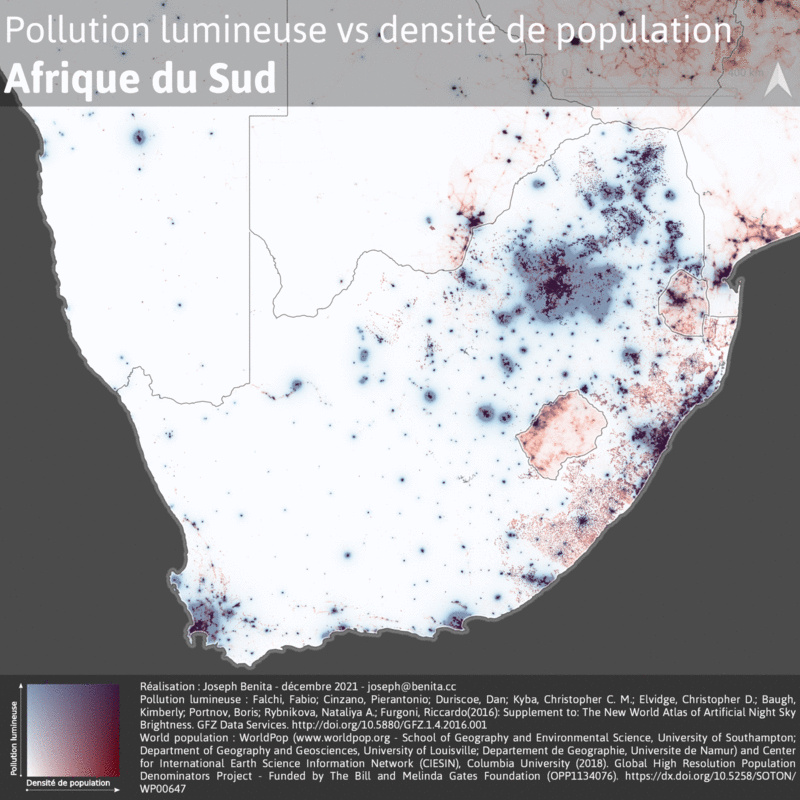 Pollution lumineuse vs densité de population
Afrique du Sud
400 km
Réalisation : Joseph Benita - décembre 2021 - joseph@benita.cc
Pollution lumineuse : Falchi, Fabio; Cinzano, Pierantonio; Duriscoe, Dan; Kyba, Christopher C. M.; Elvidge, Christopher D.; Baugh,
Kimberly; Portnov, Boris; Rybnikova, Nataliya A.; Furgoni, Riccardo(2016): Supplement to: The New World Atlas of Artificial Night Sky
Brightness. GFZ Data Services. http://doi.org/10.5880/GFZ.1.4.2016.001
World population : WorldPop (www.worldpop.org - School of Geography and Environmental Science, University of Southampton;
Department of Geography and Geosciences, University of Louisville; Departement de Geographie, Universite de Namur) and Center
for International Earth Science Information Network (CIESIN), Columbia University (2018). Global High Resolution Population
Denominators Project - Funded by The Bill and Melinda Gates Foundation (OPP1134076). https://dx.doi.org/10.5258/SOTON/
WP00647
Pollution lumineuse
Densité de population